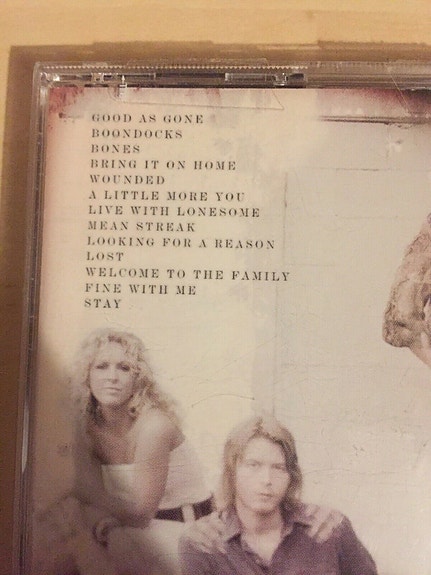 GOOD AS GONE
BOONDOCKS
BONES
BRING IT ON HOME
WOUNDED
A LITTLE MORE YOU
LIVE WITH LONESOME
MEAN STREAK
LOOKING FOR A REASON
LOST
WELCOME TO THE FAMILY
FINE WITH ME
STAY